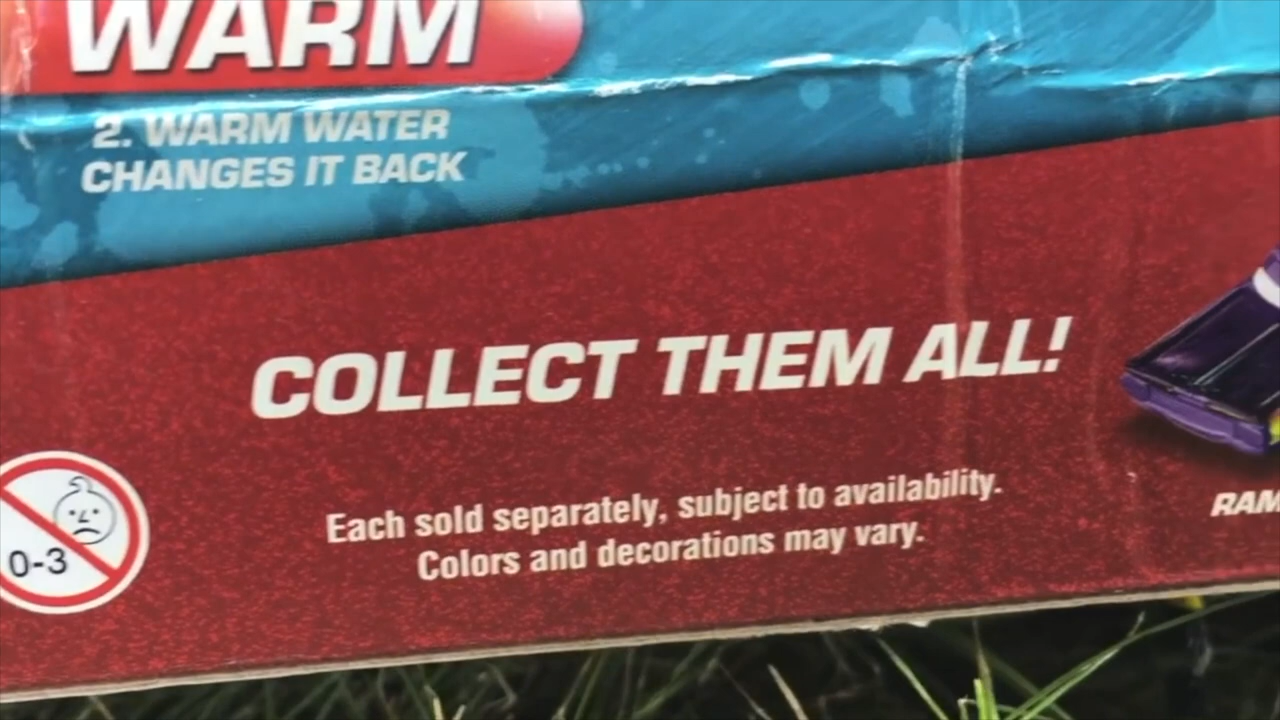 WARM
2. WARM WATER
CHANGES IT BACK
COLLECT THEM ALL!
0-3
Each sold separately, subject to availability.
Colors and decorations may vary.